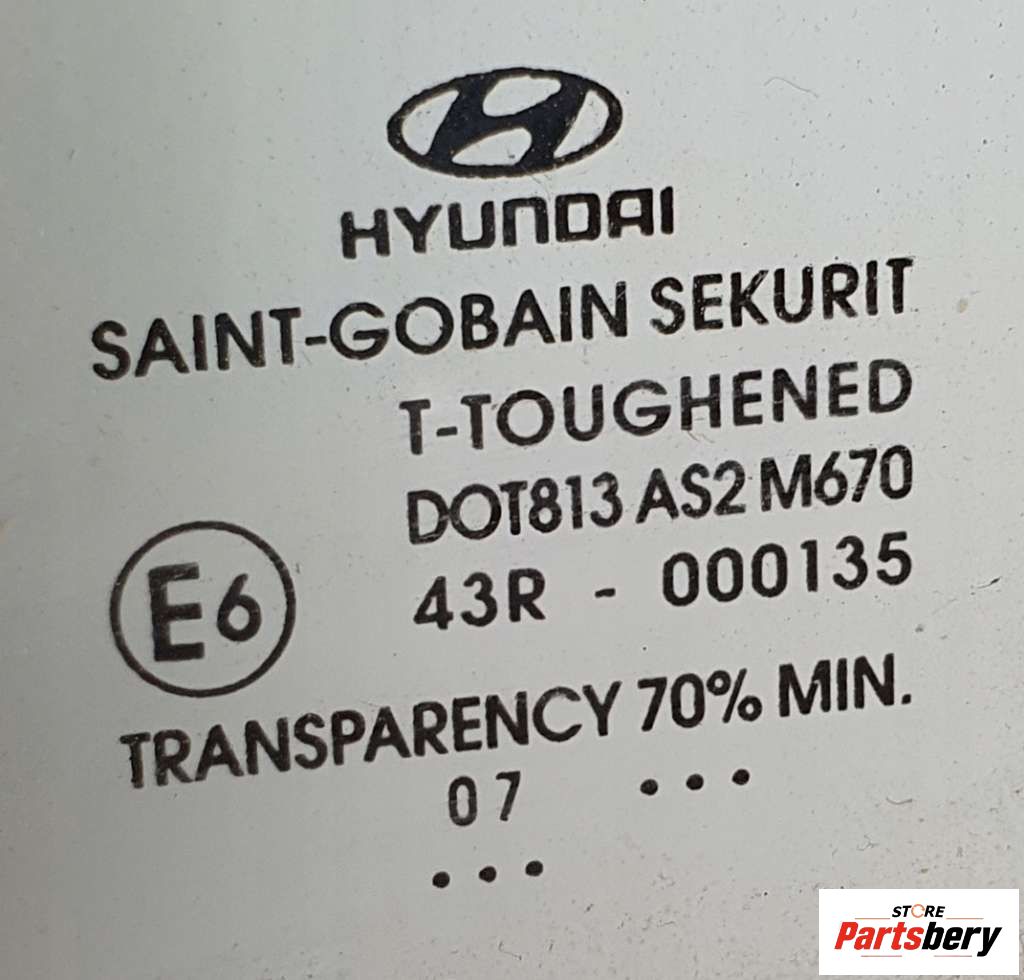 HYUNDAI
SAINT-GOBAIN SEKURIT
T-TOUGHENED
DOT813 AS2 M670
E6
43R - 000135
TRANSPARENCY 70% MIN.
07 •••
•••
STORE
Partsbery